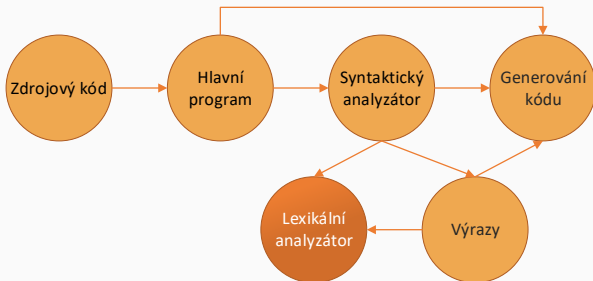 Zdrojový kód
Hlavní
program
Syntaktický
analyzátor
Generování
kódu
Lexikální
analyzátor
Výrazy